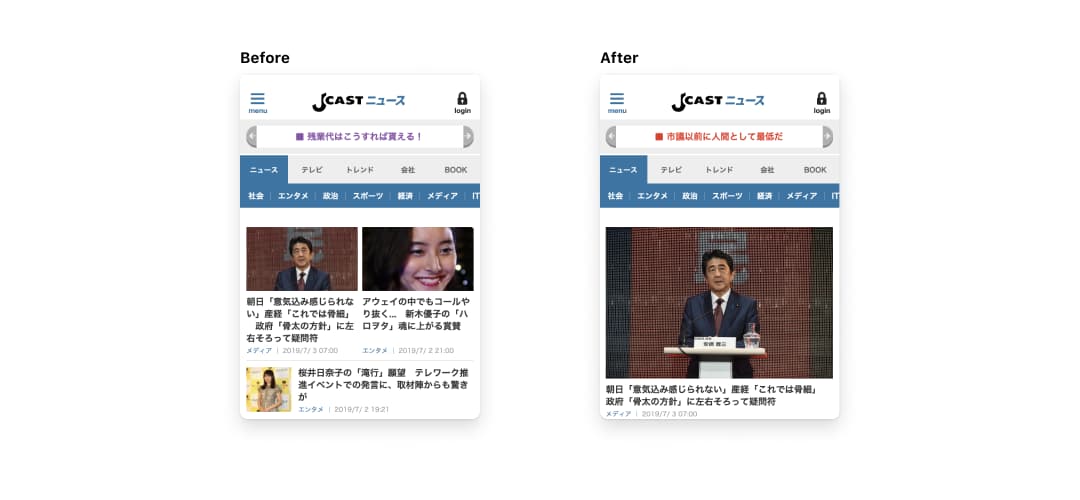 Before
menu
J CAST ニュース
login
■ 残業代はこうすれば貰える！
ニュース テレビ トレンド 会社 BOOK
社会 エンタメ 政治 スポーツ 経済 メディア IT
朝日「意気込み感じられな
い」産経「これでは骨細」
政府「骨太の方針」に左
右そろって疑問符
メディア | 2019/7/ 3 07:00
アウェイの中でもコールや
り抜く... 新木優子の「ハ
ロヲタ」魂に上がる賞賛
エンタメ | 2019/7/ 2 21:00
桜井日奈子の「滝行」願望　テレワーク推
進イベントでの発言に、取材陣からも驚き
が
エンタメ | 2019/7/ 2 19:21
After
menu
J CAST ニュース
login
■ 市議以前に人間として最低だ
ニュース テレビ トレンド 会社 BOOK
社会 エンタメ 政治 スポーツ 経済 メディア IT
安倍 晋三
朝日「意気込み感じられない」産経「これでは骨細」
政府「骨太の方針」に左右そろって疑問符
メディア | 2019/7/ 3 07:00